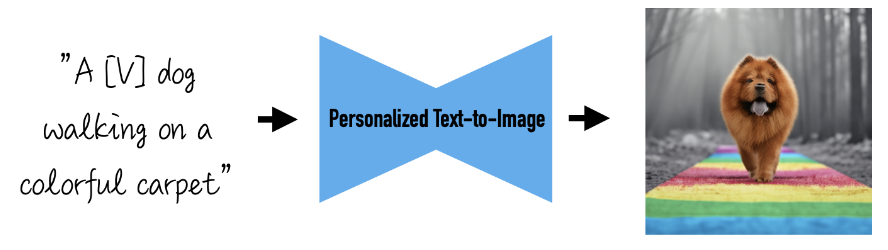 "A [V] dog
walking on a
colorful carpet"
Personalized Text-to-Image